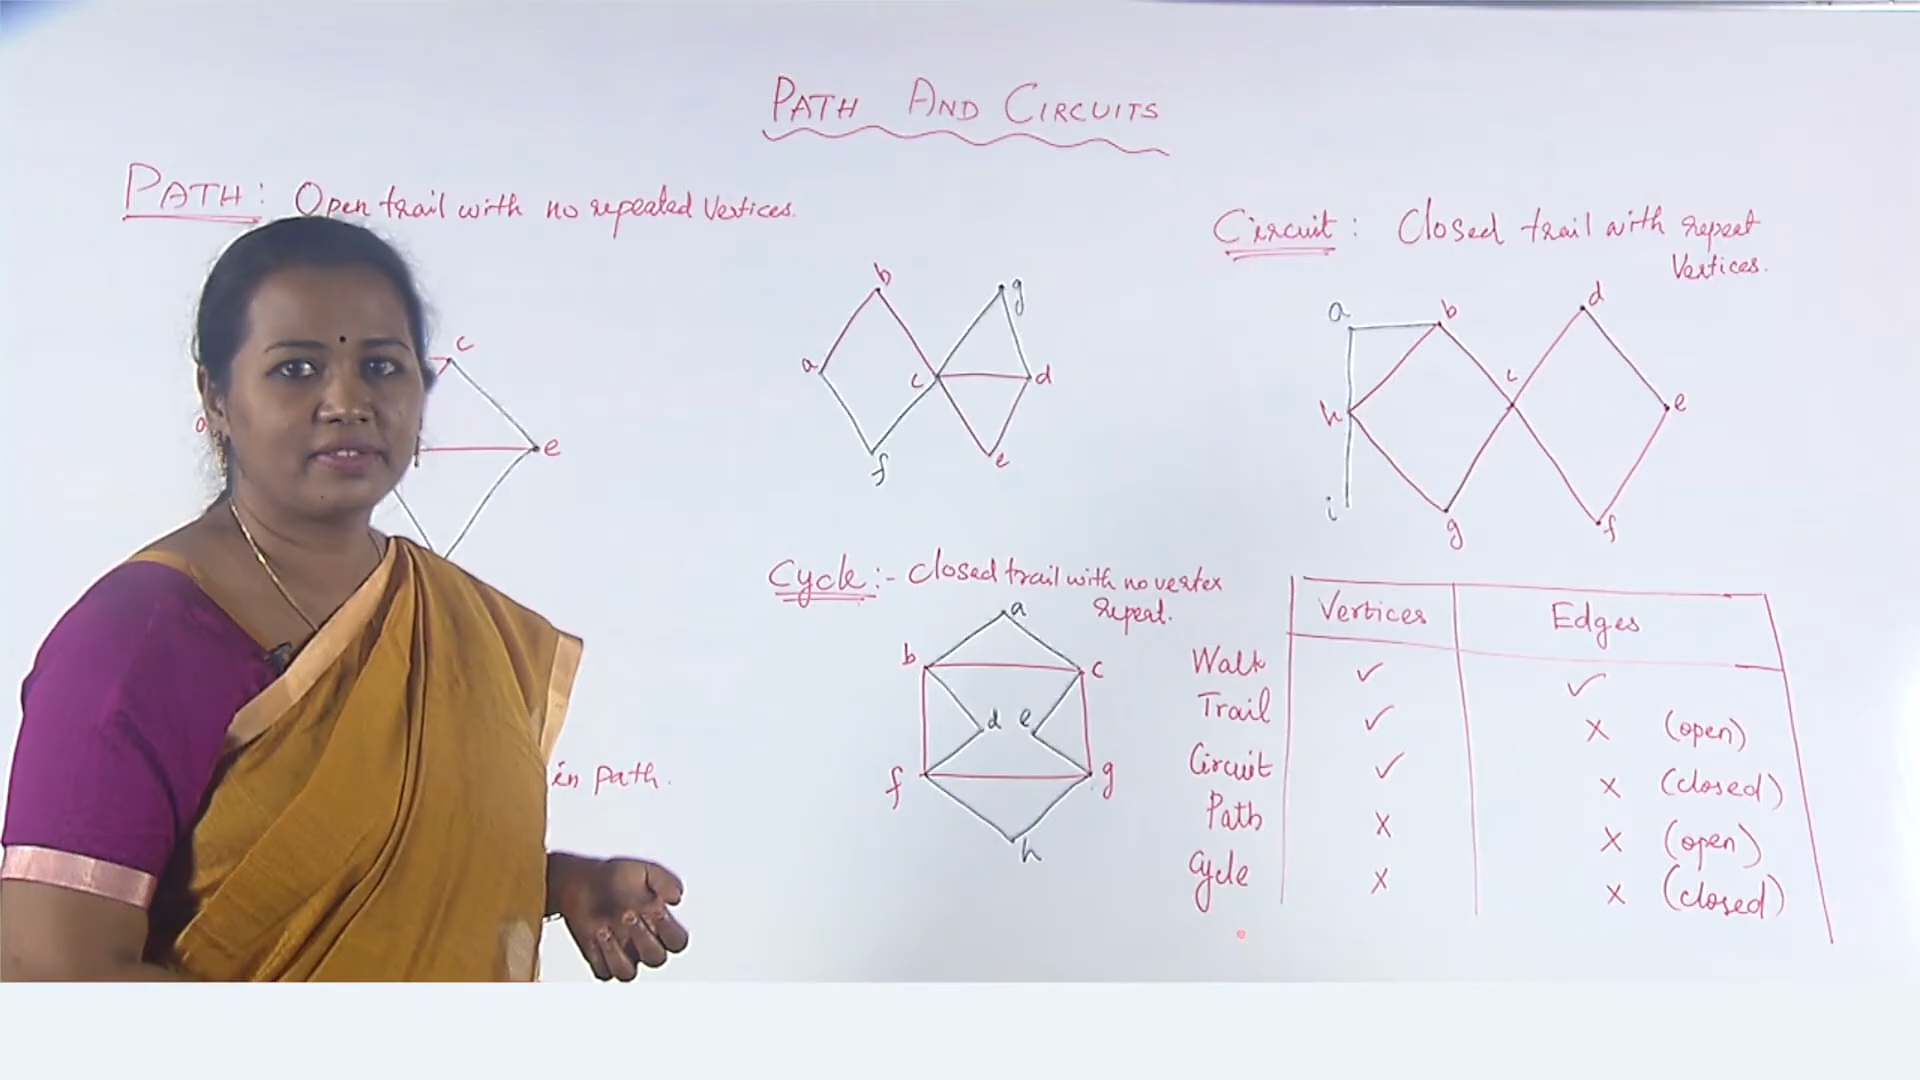 PATH AND CIRCUITS
PATH: Open trail with no repeated Vertices.
c
e
in path.
b
g
a
c
d
f
e
Circuit: Closed trail with repeat
Vertices.
a
b
d
c
h
e
i
g
f
Cycle:- Closed trail with no vertex
repeat.
a
b
c
d
e
f
g
h
Vertices Edges
Walk ✓ ✓
Trail ✓ x (open)
Circuit ✓ x (closed)
Path x x (open)
Cycle x x (closed)